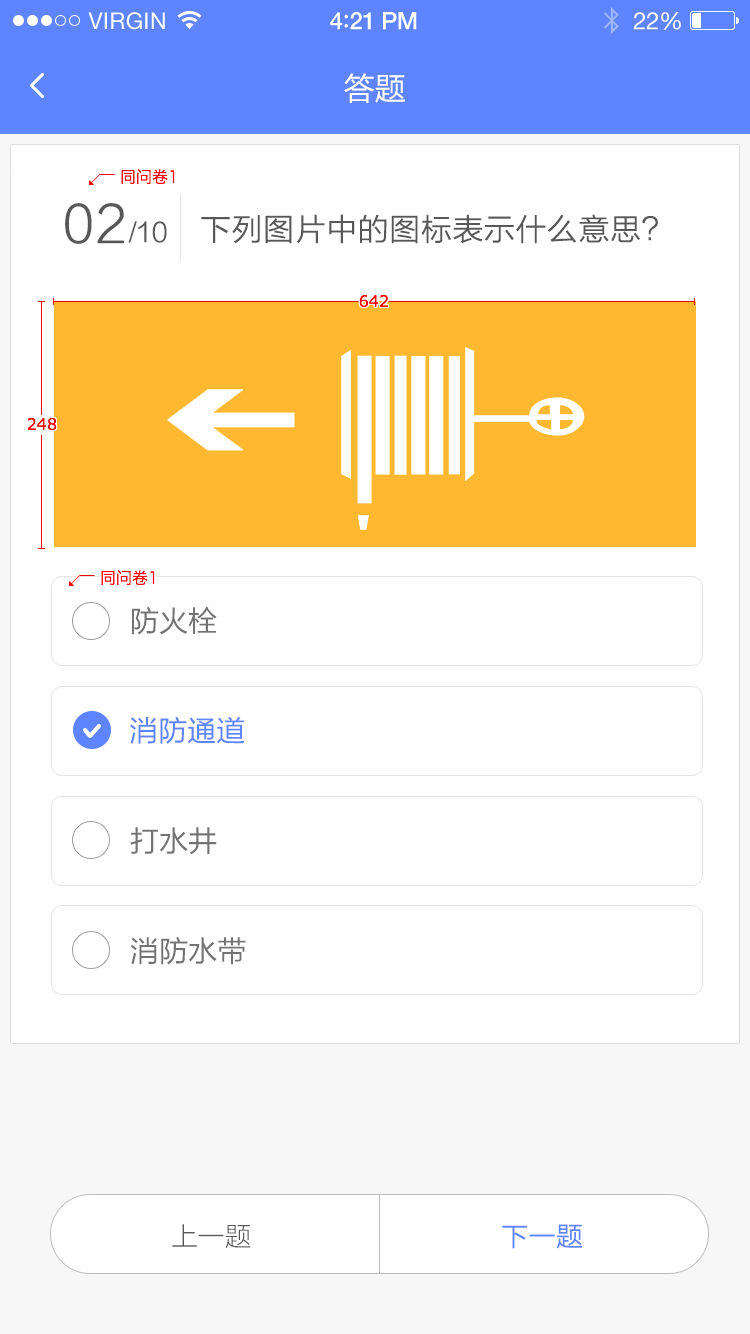 VIRGIN 4:21 PM 22%
答题
同问卷1
02/10 下列图片中的图标表示什么意思?
642
248
同问卷1
防火栓
消防通道
打水井
消防水带
上一题 下一题